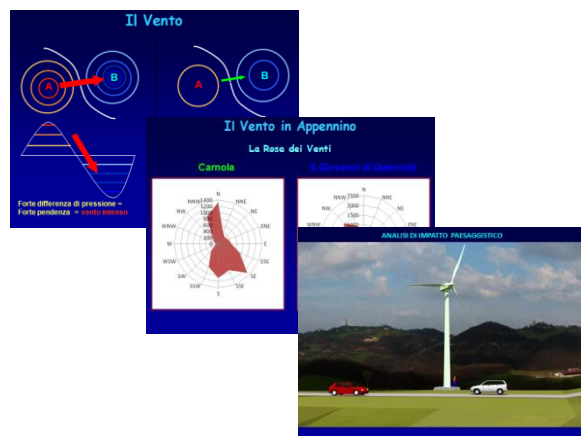 Il Vento
A
B
A
B
Forte differenza di pressione =
Forte pendenza = vento intenso
Il Vento in Appennino
La Rosa dei Venti
Carnola
S.Giovanni di Querciola
N
NNE
NE
ENE
E
ESE
SE
SSE
S
SSW
SW
WSW
W
WNW
NW
NNW
1400
1200
1000
800
600
400
200
0
N
NNE
NE
ENE
NNW
NW
WNW
2500
2000
1500
1000
ANALISI DI IMPATTO PAESAGGISTICO